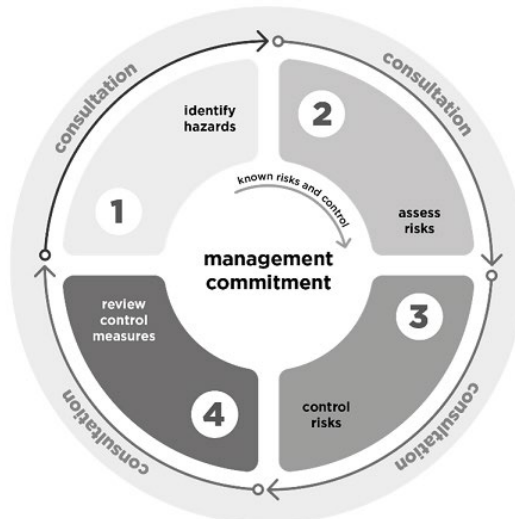 consultation
consultation
identify
hazards
1
2
assess
risks
known risks and control
management
commitment
review
control
measures
4
3
control
risks
consultation
consultation